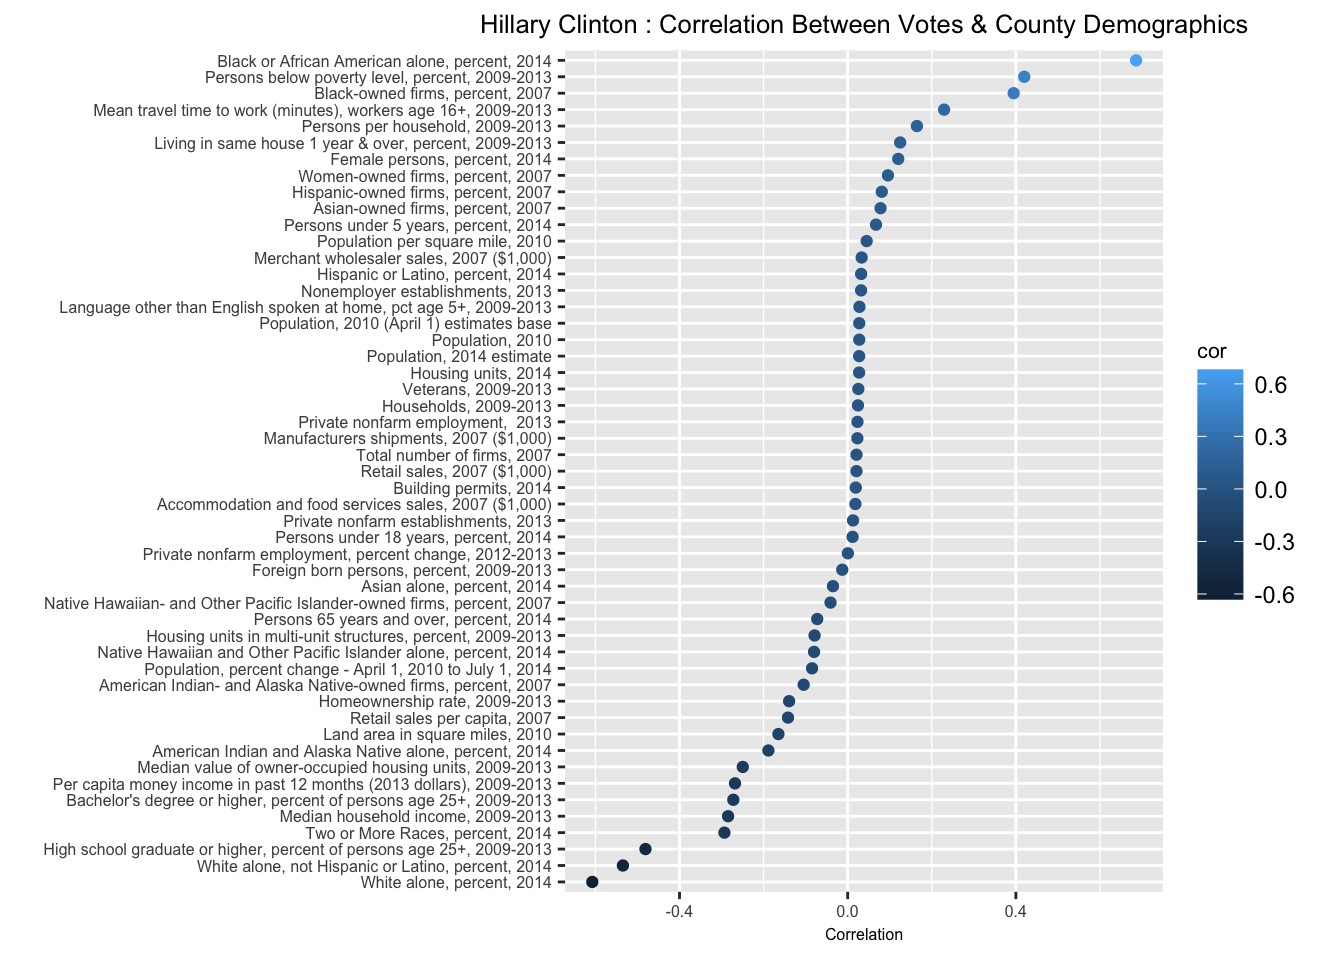 Hillary Clinton : Correlation Between Votes & County Demographics
Black or African American alone, percent, 2014
Persons below poverty level, percent, 2009-2013
Black-owned firms, percent, 2007
Mean travel time to work (minutes), workers age 16+, 2009-2013
Persons per household, 2009-2013
Living in same house 1 year & over, percent, 2009-2013
Female persons, percent, 2014
Women-owned firms, percent, 2007
Hispanic-owned firms, percent, 2007
Asian-owned firms, percent, 2007
Persons under 5 years, percent, 2014
Population per square mile, 2010
Merchant wholesaler sales, 2007 ($1,000)
Hispanic or Latino, percent, 2014
Nonemployer establishments, 2013
Language other than English spoken at home, pct age 5+, 2009-2013
Population, 2010 (April 1) estimates base
Population, 2010
Population, 2014 estimate
Housing units, 2014
Veterans, 2009-2013
Households, 2009-2013
Private nonfarm employment,  2013
Manufacturers shipments, 2007 ($1,000)
Total number of firms, 2007
Retail sales, 2007 ($1,000)
Building permits, 2014
Accommodation and food services sales, 2007 ($1,000)
Private nonfarm establishments, 2013
Persons under 18 years, percent, 2014
Private nonfarm employment, percent change, 2012-2013
Foreign born persons, percent, 2009-2013
Asian alone, percent, 2014
Native Hawaiian- and Other Pacific Islander-owned firms, percent, 2007
Persons 65 years and over, percent, 2014
Housing units in multi-unit structures, percent, 2009-2013
Native Hawaiian and Other Pacific Islander alone, percent, 2014
Population, percent change - April 1, 2010 to July 1, 2014
American Indian- and Alaska Native-owned firms, percent, 2007
Homeownership rate, 2009-2013
Retail sales per capita, 2007
Land area in square miles, 2010
American Indian and Alaska Native alone, percent, 2014
Median value of owner-occupied housing units, 2009-2013
Per capita money income in past 12 months (2013 dollars), 2009-2013
Bachelor's degree or higher, percent of persons age 25+, 2009-2013
Median household income, 2009-2013
Two or More Races, percent, 2014
High school graduate or higher, percent of persons age 25+, 2009-2013
White alone, not Hispanic or Latino, percent, 2014
White alone, percent, 2014
-0.4 0.0 0.4
Correlation
cor
0.6
0.3
0.0
-0.3
-0.6